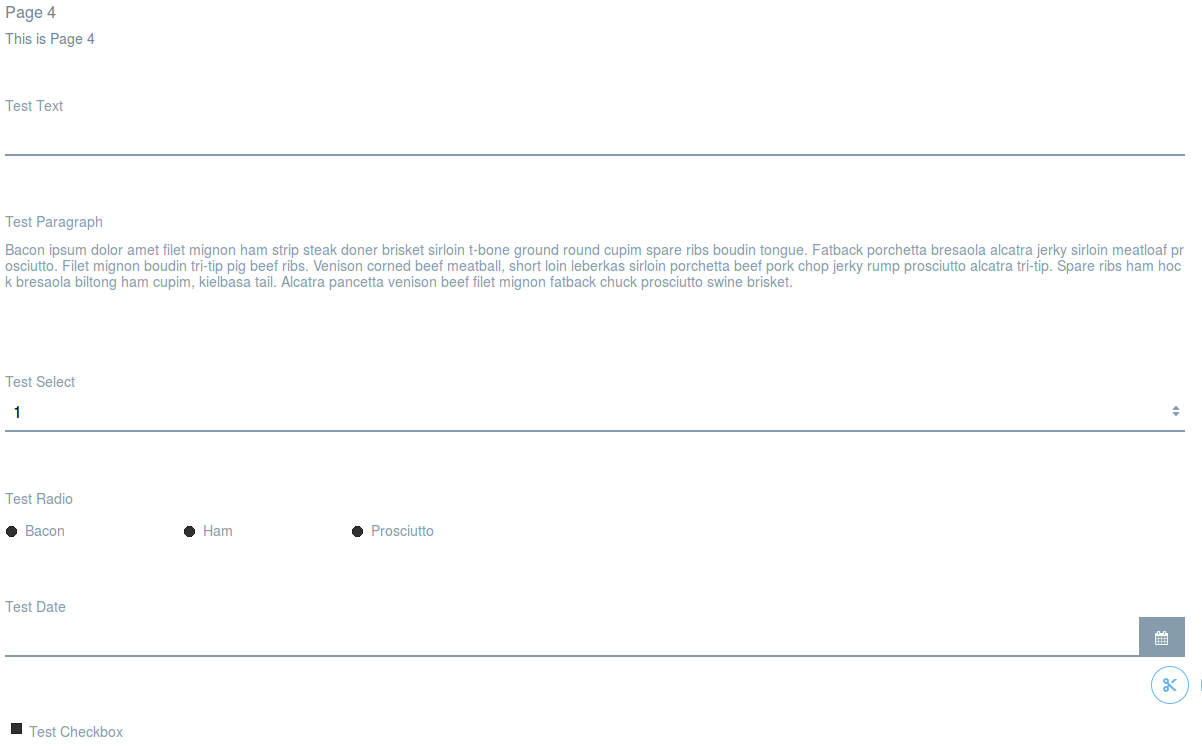 Page 4
This is Page 4
Test Text
Test Paragraph
Bacon ipsum dolor amet filet mignon ham strip steak doner brisket sirloin t-bone ground round cupim spare ribs boudin tongue. Fatback porchetta bresaola alcatra jerky sirloin meatloaf pr
osciutto. Filet mignon boudin tri-tip pig beef ribs. Venison corned beef meatball, short loin leberkas sirloin porchetta beef pork chop jerky rump prosciutto alcatra tri-tip. Spare ribs ham hoc
k bresaola biltong ham cupim, kielbasa tail. Alcatra pancetta venison beef filet mignon fatback chuck prosciutto swine brisket.
Test Select
1
Test Radio
Bacon Ham Prosciutto
Test Date
Test Checkbox